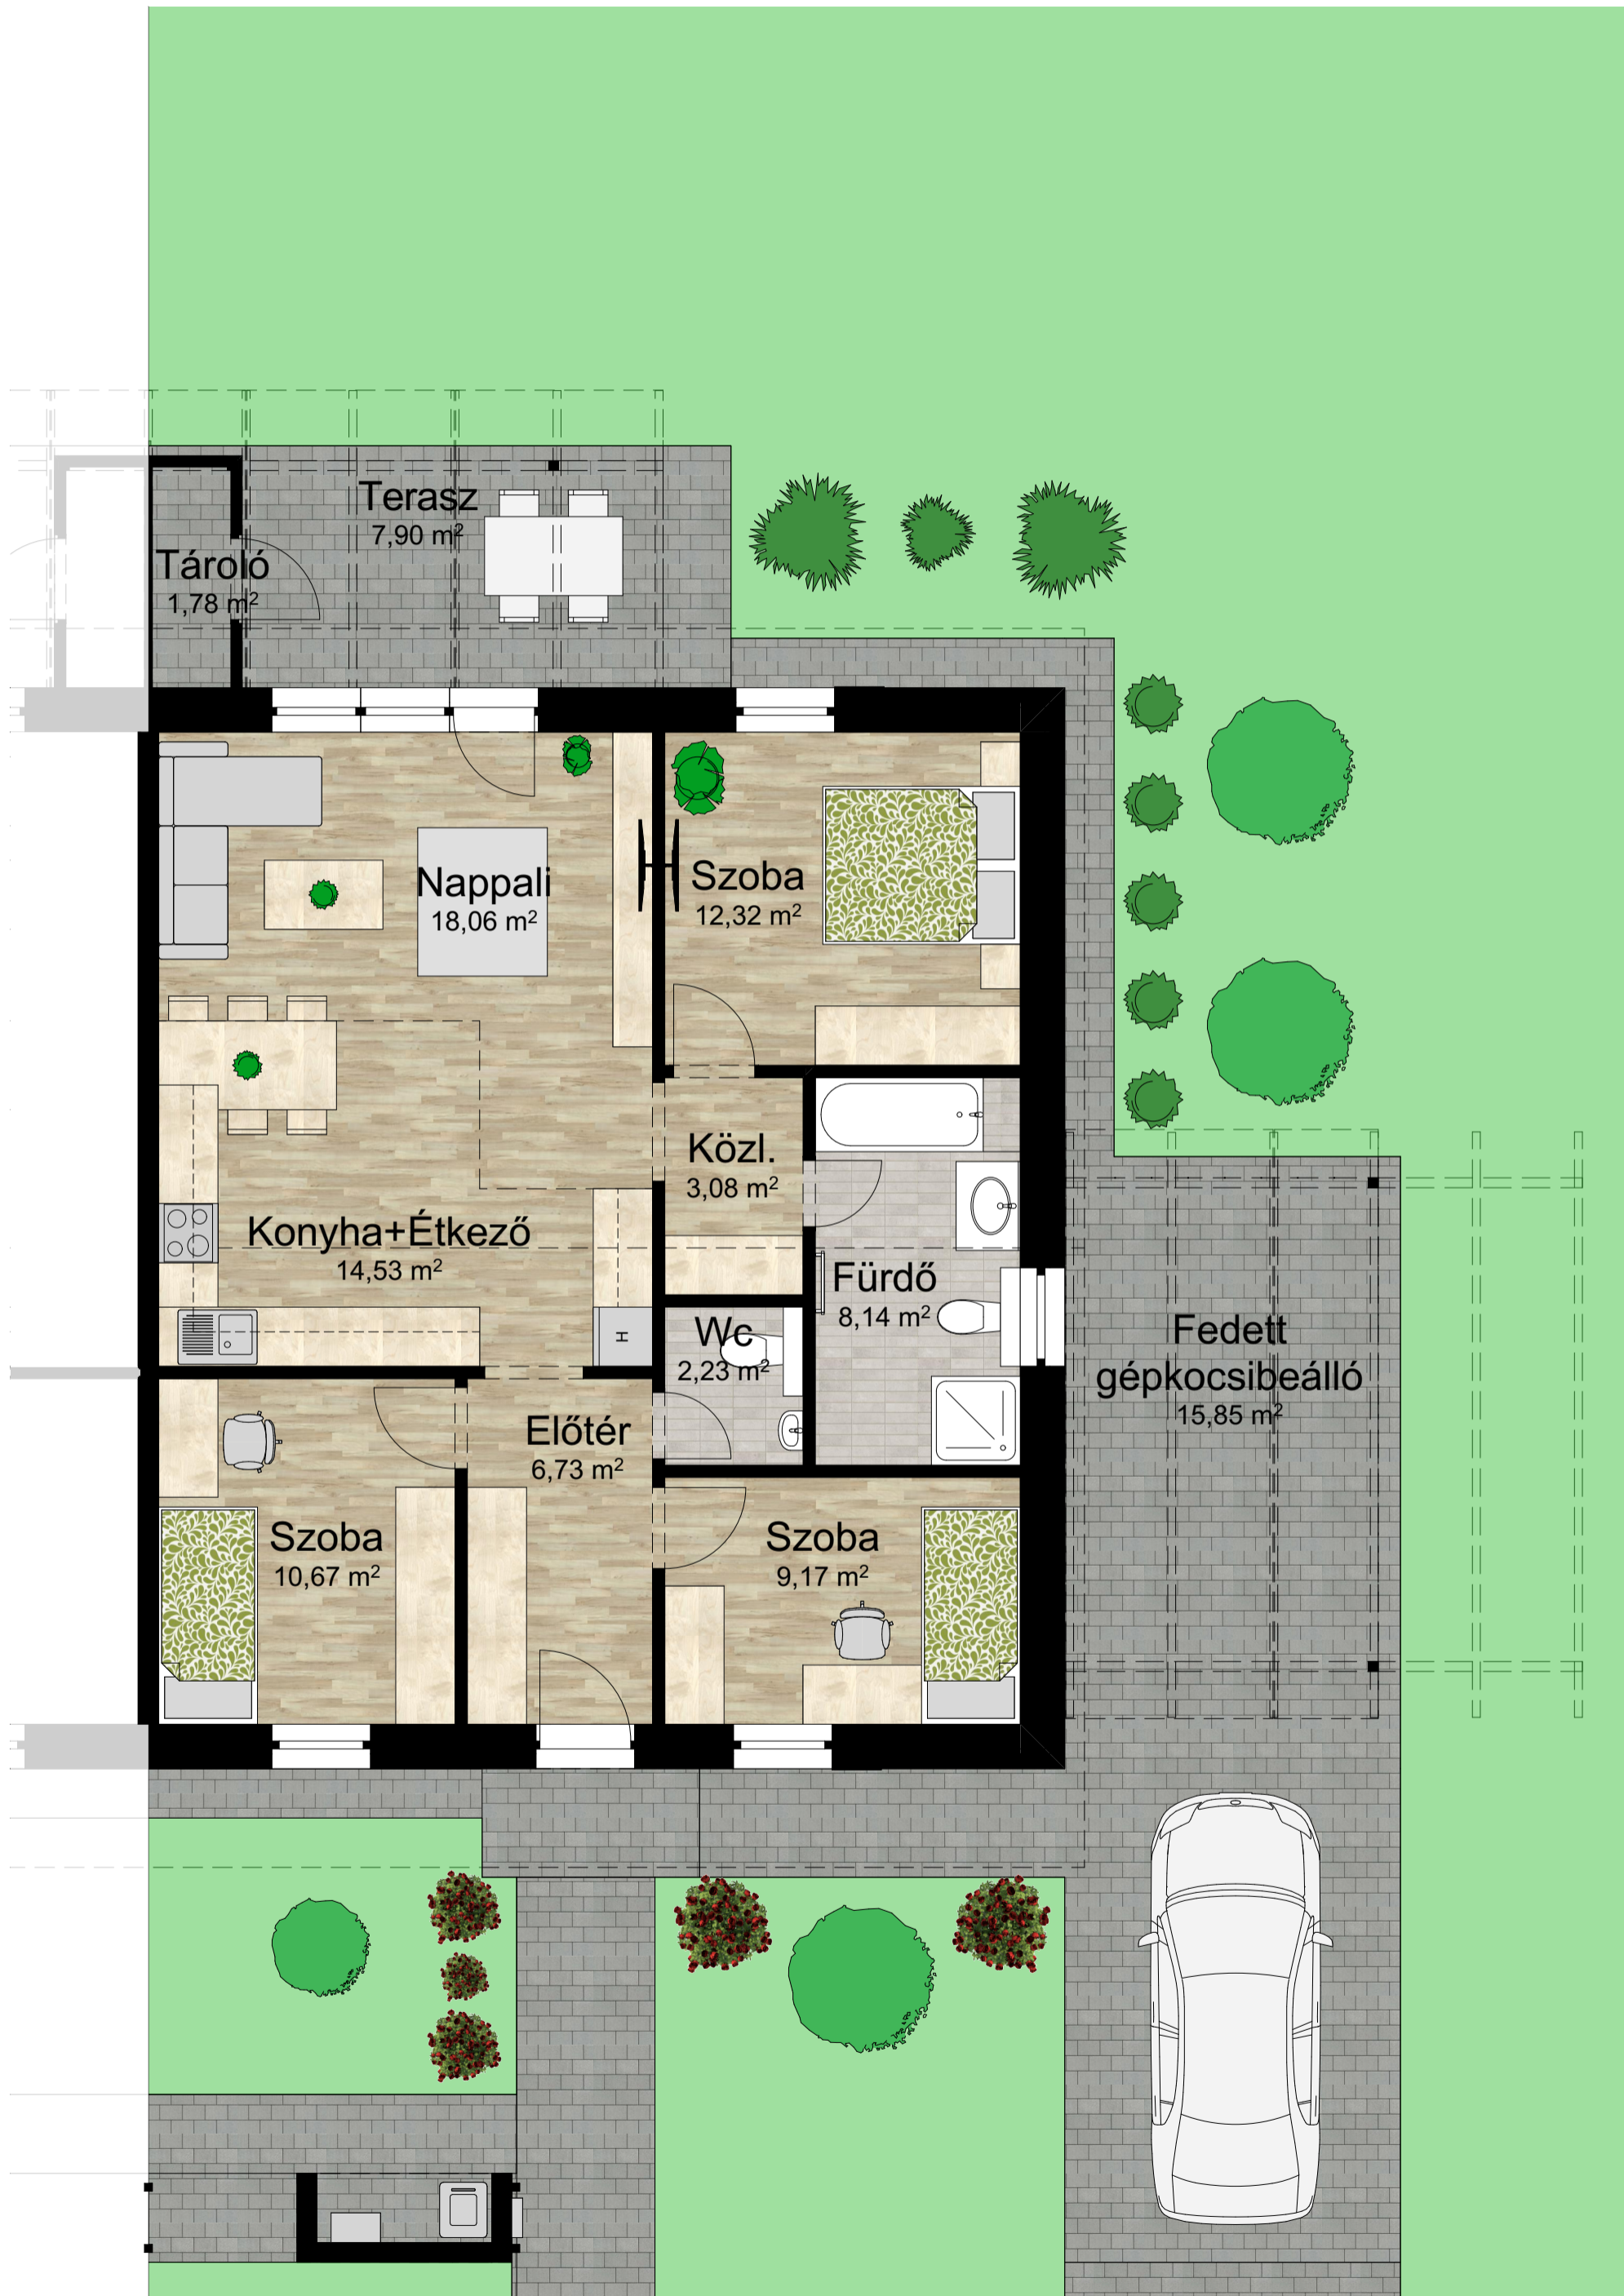 Terasz
7,90 m²
Tároló
1,78 m²
Nappali
18,06 m²
Szoba
12,32 m²
Közl.
3,08 m²
Konyha+Étkező
14,53 m²
Fürdő
8,14 m²
H
Wc
2,23 m²
Fedett
gépkocsibeálló
15,85 m²
Előtér
6,73 m²
Szoba
10,67 m²
Szoba
9,17 m²